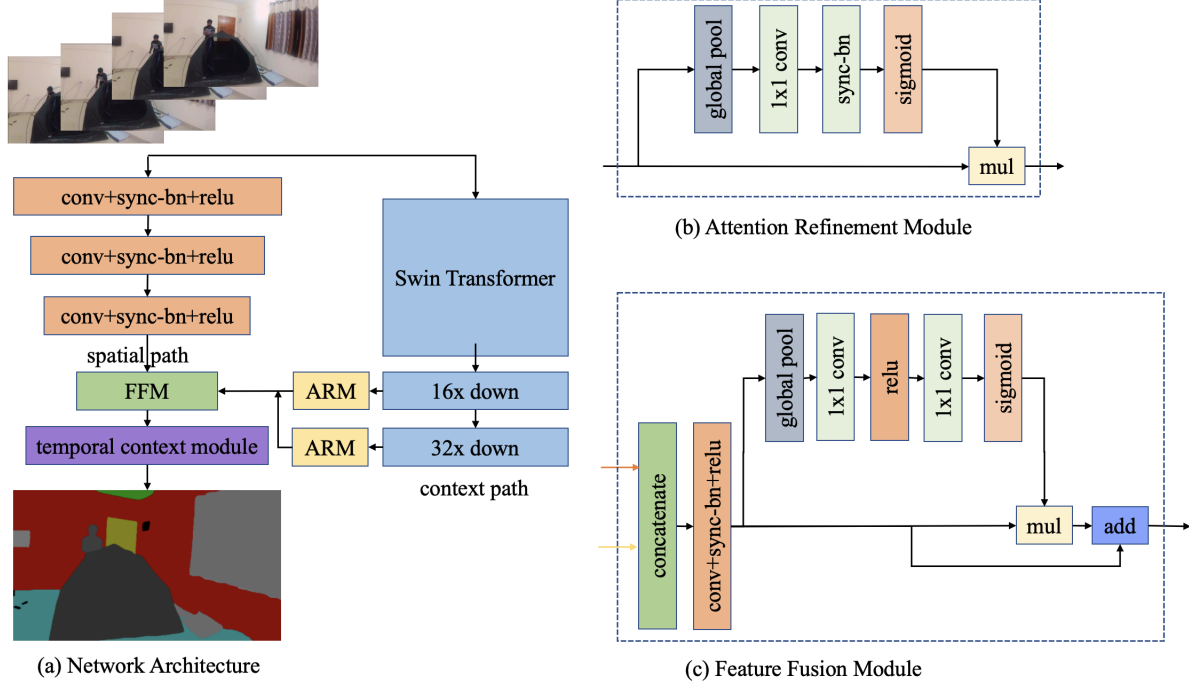 conv+sync-bn+relu
conv+sync-bn+relu
conv+sync-bn+relu
spatial path
FFM
temporal context module
Swin Transformer
ARM
16x down
ARM
32x down
context path
(a) Network Architecture
global pool
1x1 conv
sync-bn
sigmoid
mul
(b) Attention Refinement Module
concatenate
conv+sync-bn+relu
global pool
1x1 conv
relu
1x1 conv
sigmoid
mul
add
(c) Feature Fusion Module